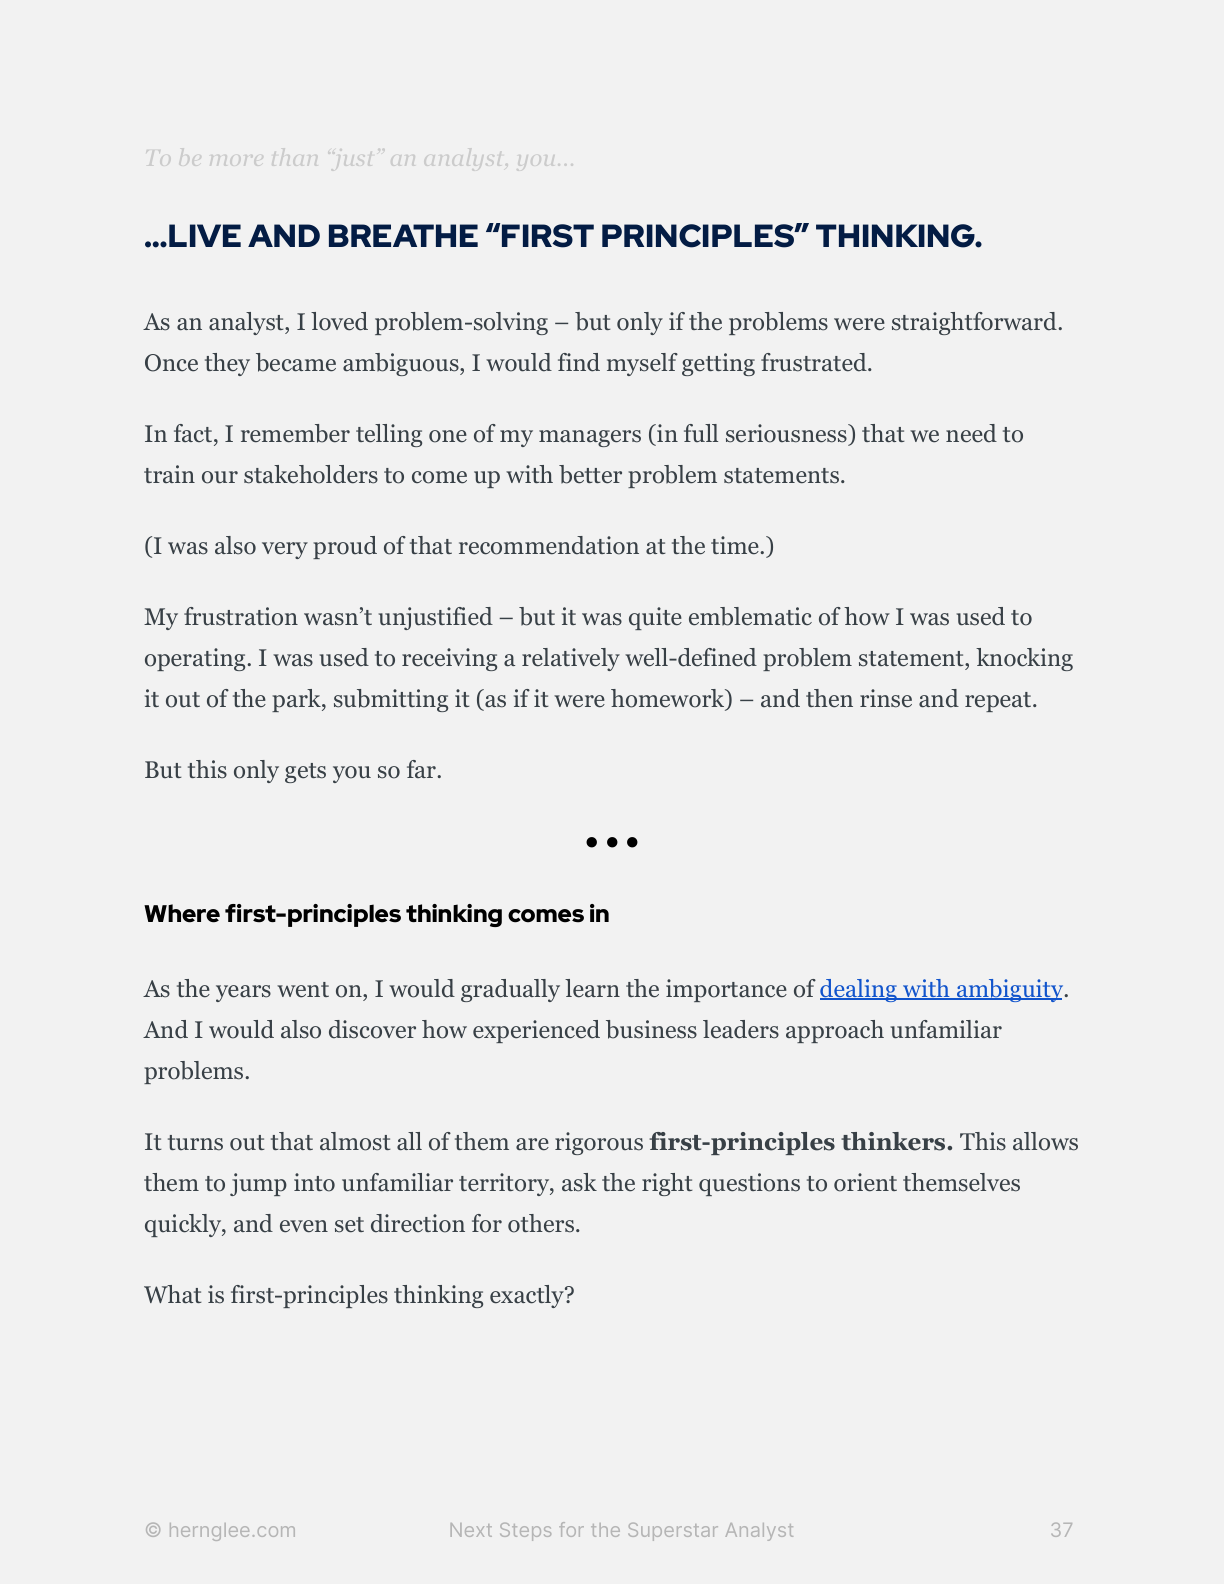 To be more than “just” an analyst, you...
...LIVE AND BREATHE “FIRST PRINCIPLES” THINKING.
As an analyst, I loved problem-solving – but only if the problems were straightforward.
Once they became ambiguous, I would find myself getting frustrated.
In fact, I remember telling one of my managers (in full seriousness) that we need to
train our stakeholders to come up with better problem statements.
(I was also very proud of that recommendation at the time.)
My frustration wasn’t unjustified – but it was quite emblematic of how I was used to
operating. I was used to receiving a relatively well-defined problem statement, knocking
it out of the park, submitting it (as if it were homework) – and then rinse and repeat.
But this only gets you so far.
●●●
Where first-principles thinking comes in
As the years went on, I would gradually learn the importance of dealing with ambiguity.
And I would also discover how experienced business leaders approach unfamiliar
problems.
It turns out that almost all of them are rigorous first-principles thinkers. This allows
them to jump into unfamiliar territory, ask the right questions to orient themselves
quickly, and even set direction for others.
What is first-principles thinking exactly?
© hernglee.com Next Steps for the Superstar Analyst 37